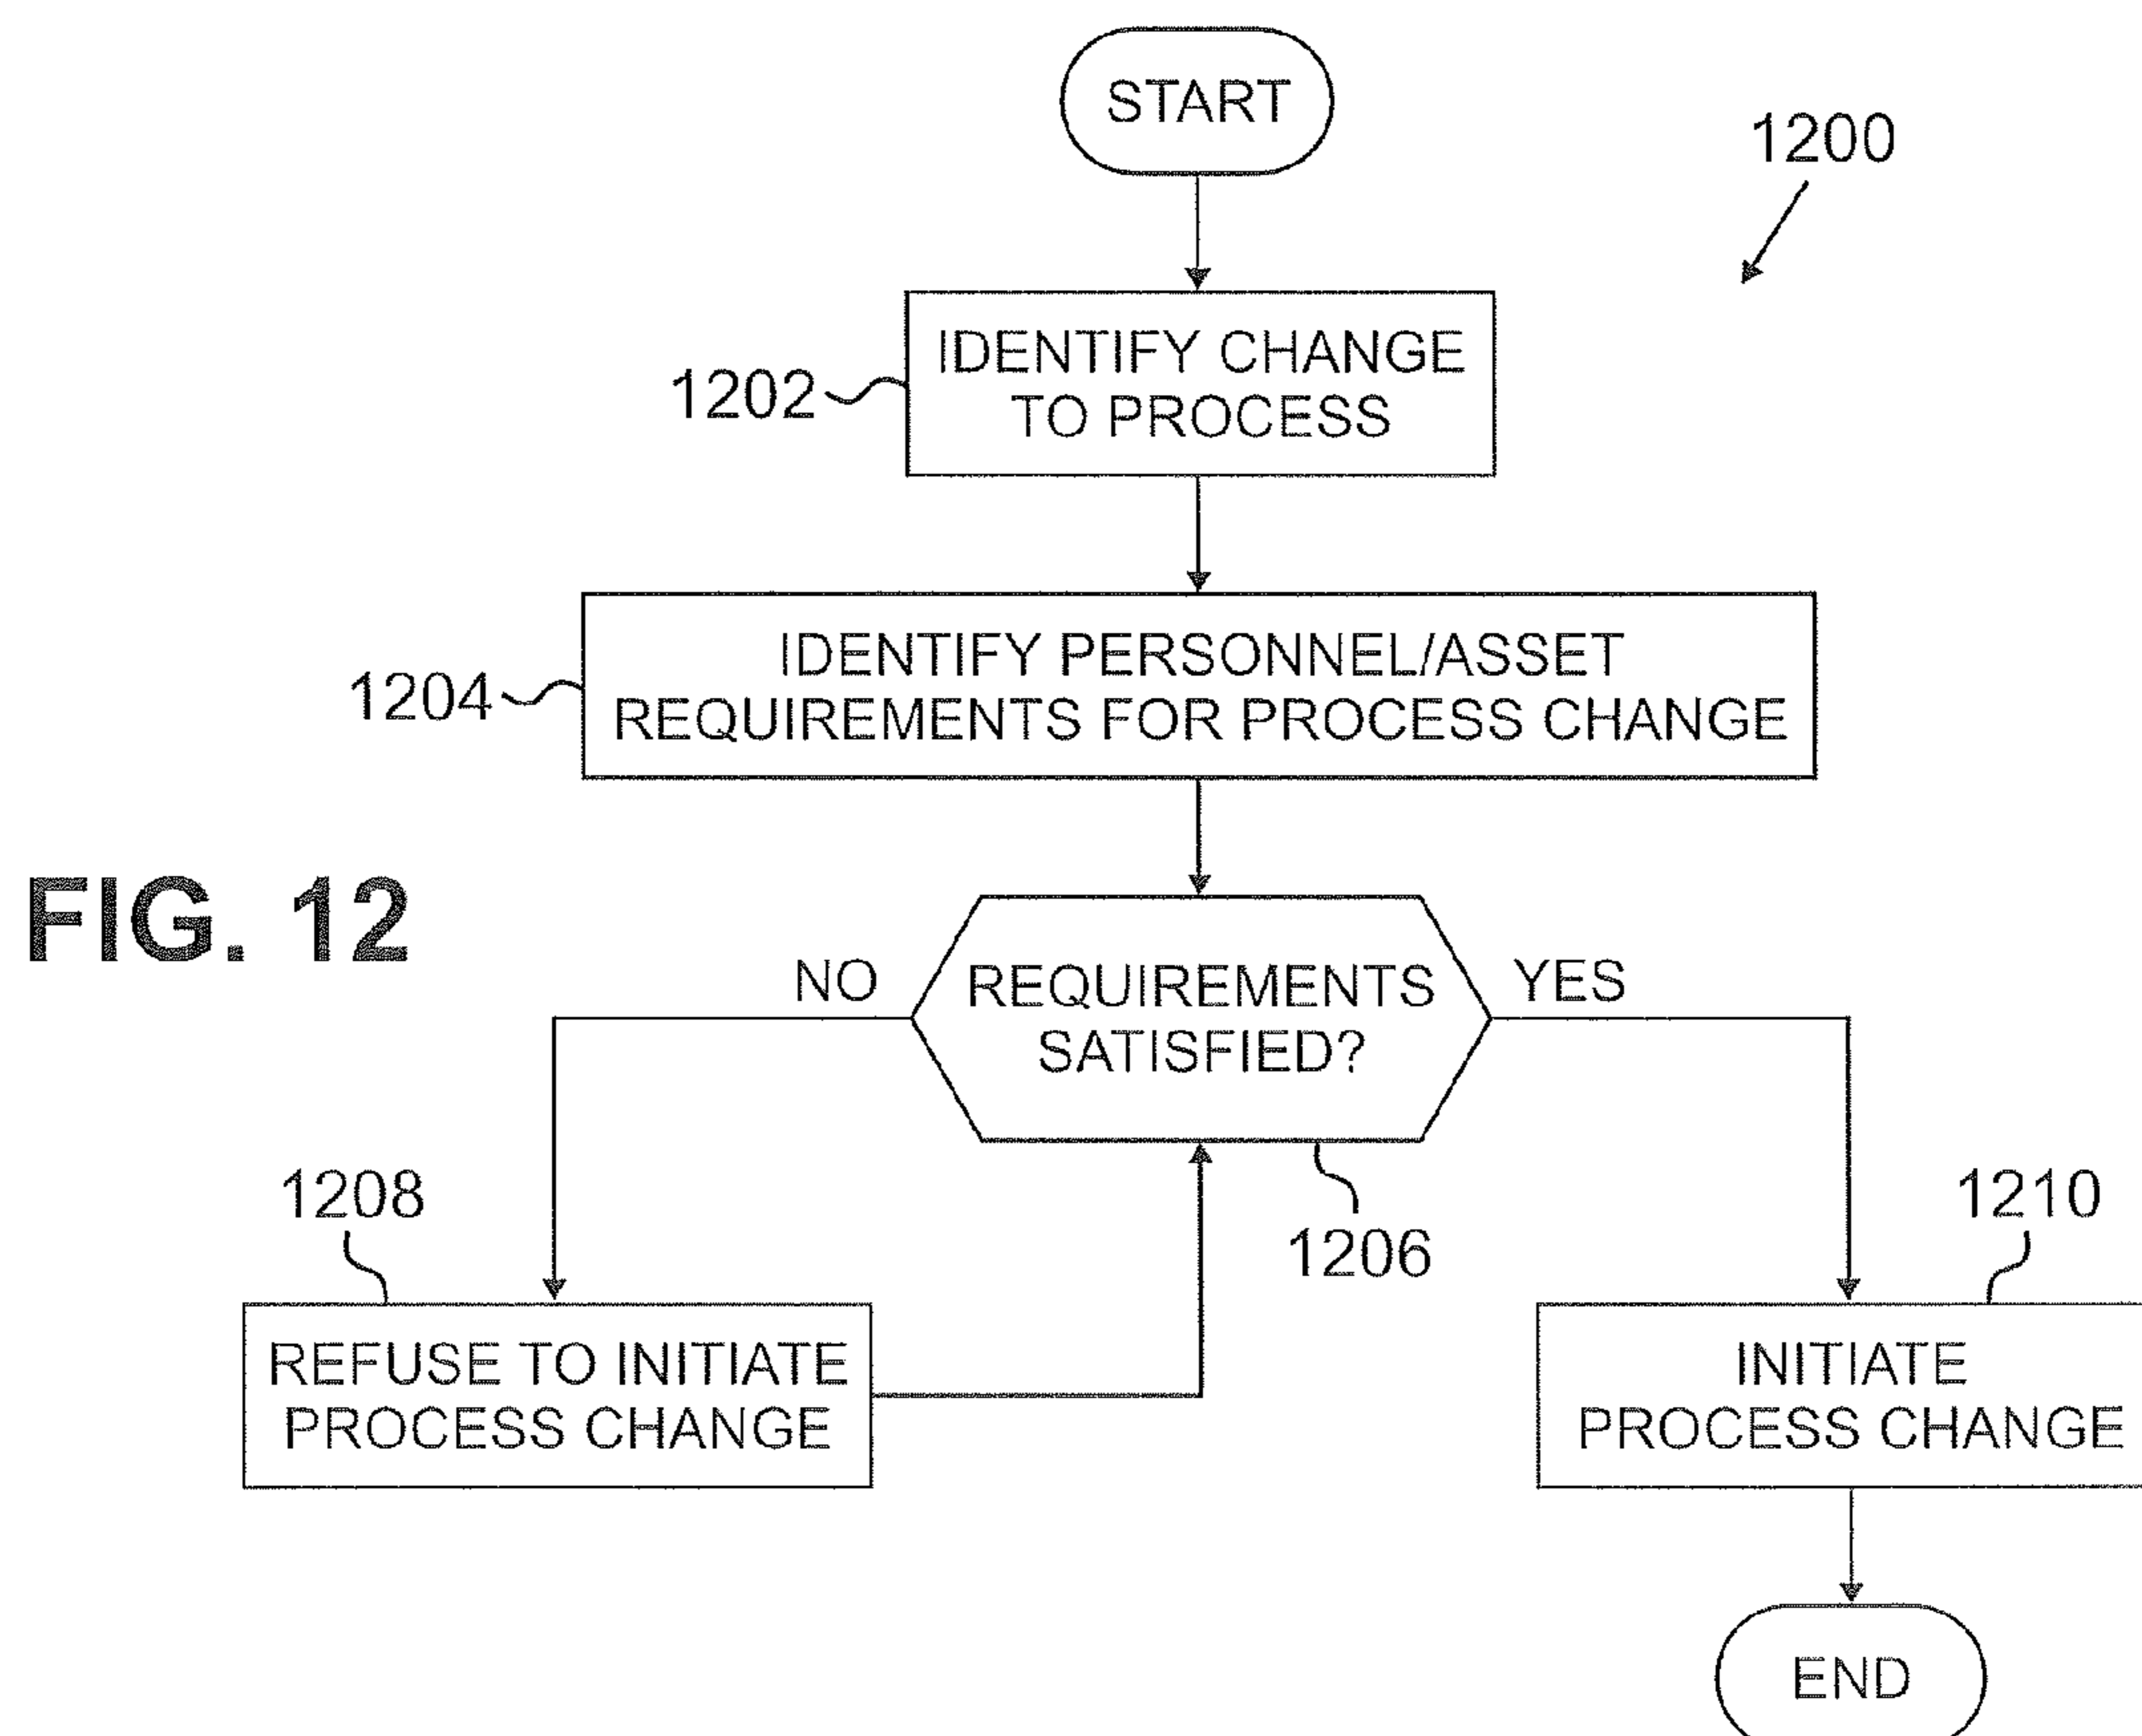 START
1200
IDENTIFY CHANGE
TO PROCESS
1202
IDENTIFY PERSONNEL/ASSET
REQUIREMENTS FOR PROCESS CHANGE
1204
FIG. 12
NO
REQUIREMENTS
SATISFIED?
YES
1208
1206
1210
REFUSE TO INITIATE
PROCESS CHANGE
INITIATE
PROCESS CHANGE
END